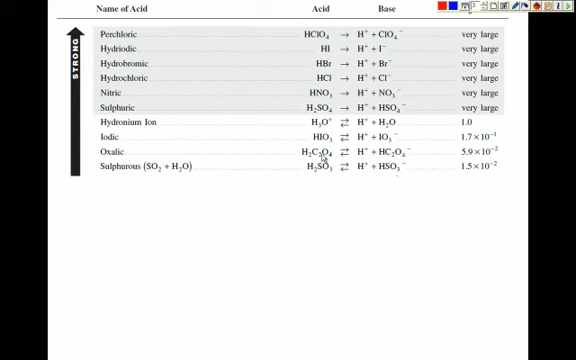 Name of Acid Acid Base
Perchloric HClO₄ → H⁺ + ClO₄⁻ very large
Hydriodic HI → H⁺ + I⁻ very large
Hydrobromic HBr → H⁺ + Br⁻ very large
Hydrochloric HCl → H⁺ + Cl⁻ very large
Nitric HNO₃ → H⁺ + NO₃⁻ very large
Sulphuric H₂SO₄ → H⁺ + HSO₄⁻ very large
Hydronium Ion H₃O⁺ ⇄ H⁺ + H₂O 1.0
Iodic HIO₃ ⇄ H⁺ + IO₃⁻ 1.7 × 10⁻¹
Oxalic H₂C₂O₄ ⇄ H⁺ + HC₂O₄⁻ 5.9 × 10⁻²
Sulphurous (SO₂ + H₂O) H₂SO₃ ⇄ H⁺ + HSO₃⁻ 1.5 × 10⁻²
STRONG